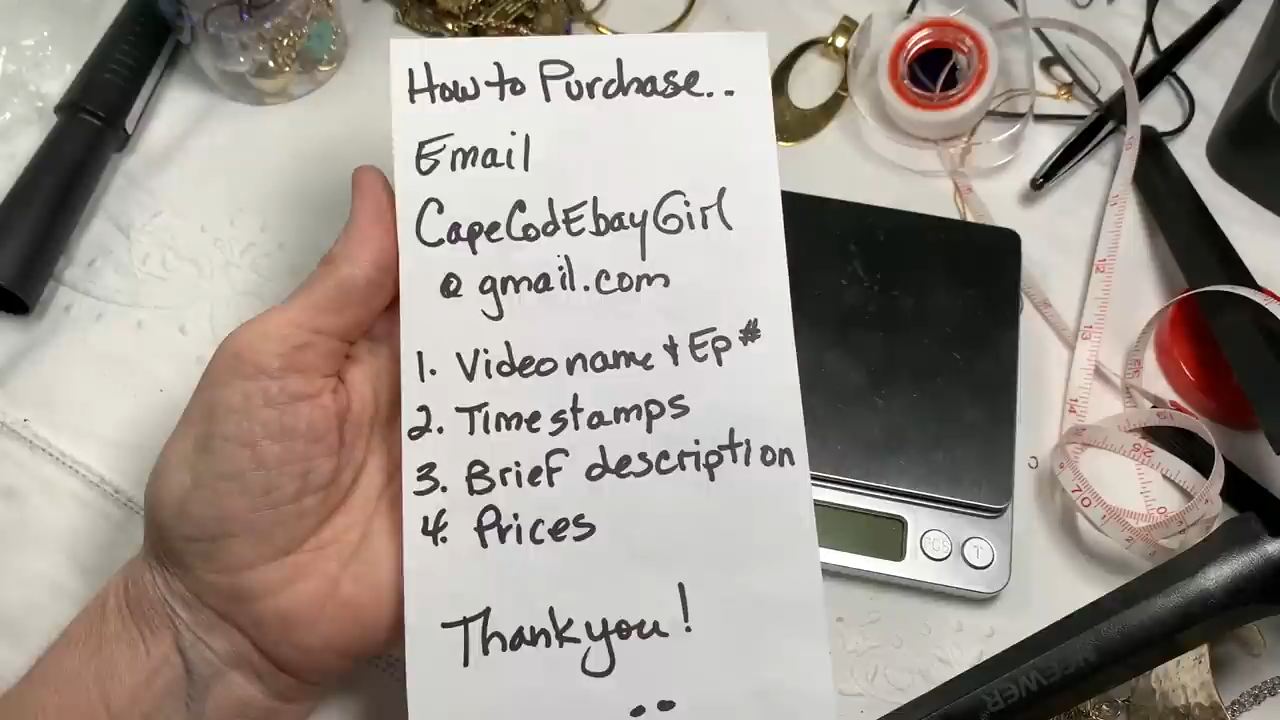 How to Purchase..
Email
CapeCodEbayGirl
@ gmail.com
1. Video name + Ep #
2. Timestamps
3. Brief description
4. Prices
Thank you!
NEEWER
T